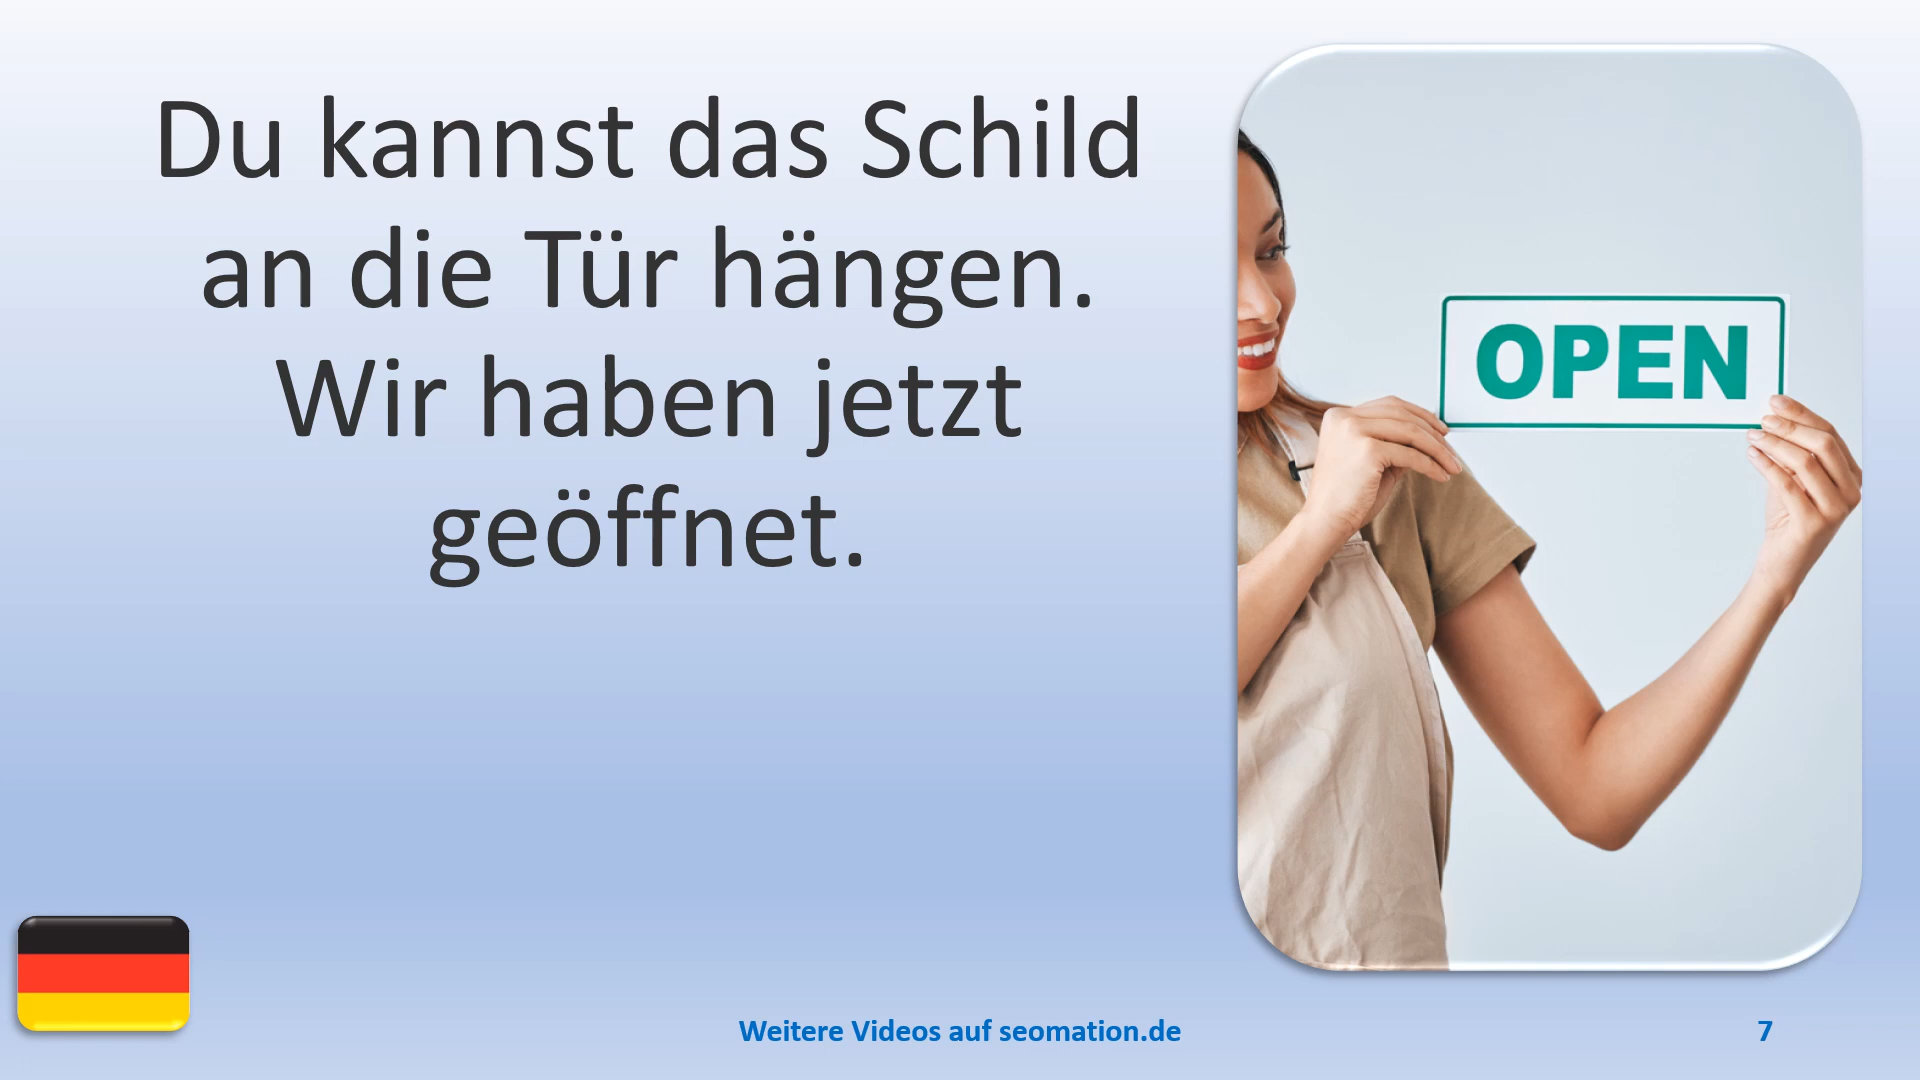 Du kannst das Schild
an die Tür hängen.
Wir haben jetzt
geöffnet.
OPEN
Weitere Videos auf seomation.de
7